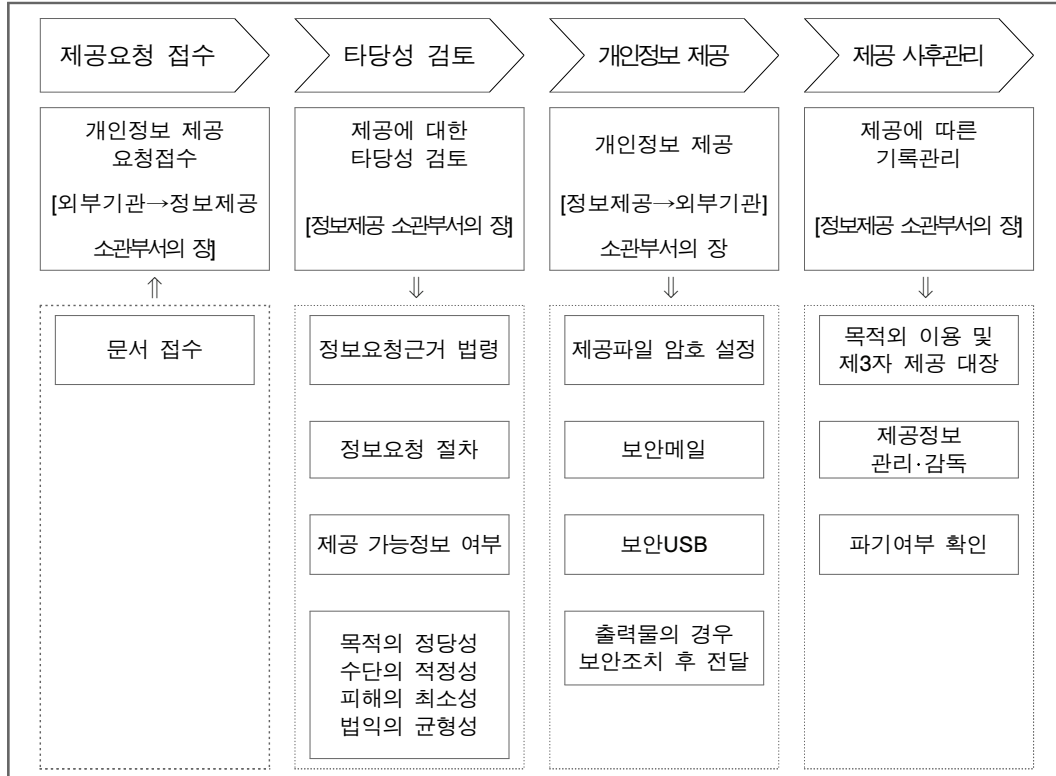 제공요청 접수
타당성 검토
개인정보 제공
제공 사후관리
개인정보 제공
요청접수
[외부기관→정보제공
소관부서의 장]
제공에 대한
타당성 검토
[정보제공 소관부서의 장]
개인정보 제공
[정보제공→외부기관]
소관부서의 장
제공에 따른
기록관리
[정보제공 소관부서의 장]
⇑
⇓
⇓
⇓
문서 접수
정보요청근거 법령
정보요청 절차
제공 가능정보 여부
목적의 정당성
수단의 적정성
피해의 최소성
법익의 균형성
제공파일 암호 설정
보안메일
보안USB
출력물의 경우
보안조치 후 전달
목적외 이용 및
제3자 제공 대장
제공정보
관리·감독
파기여부 확인